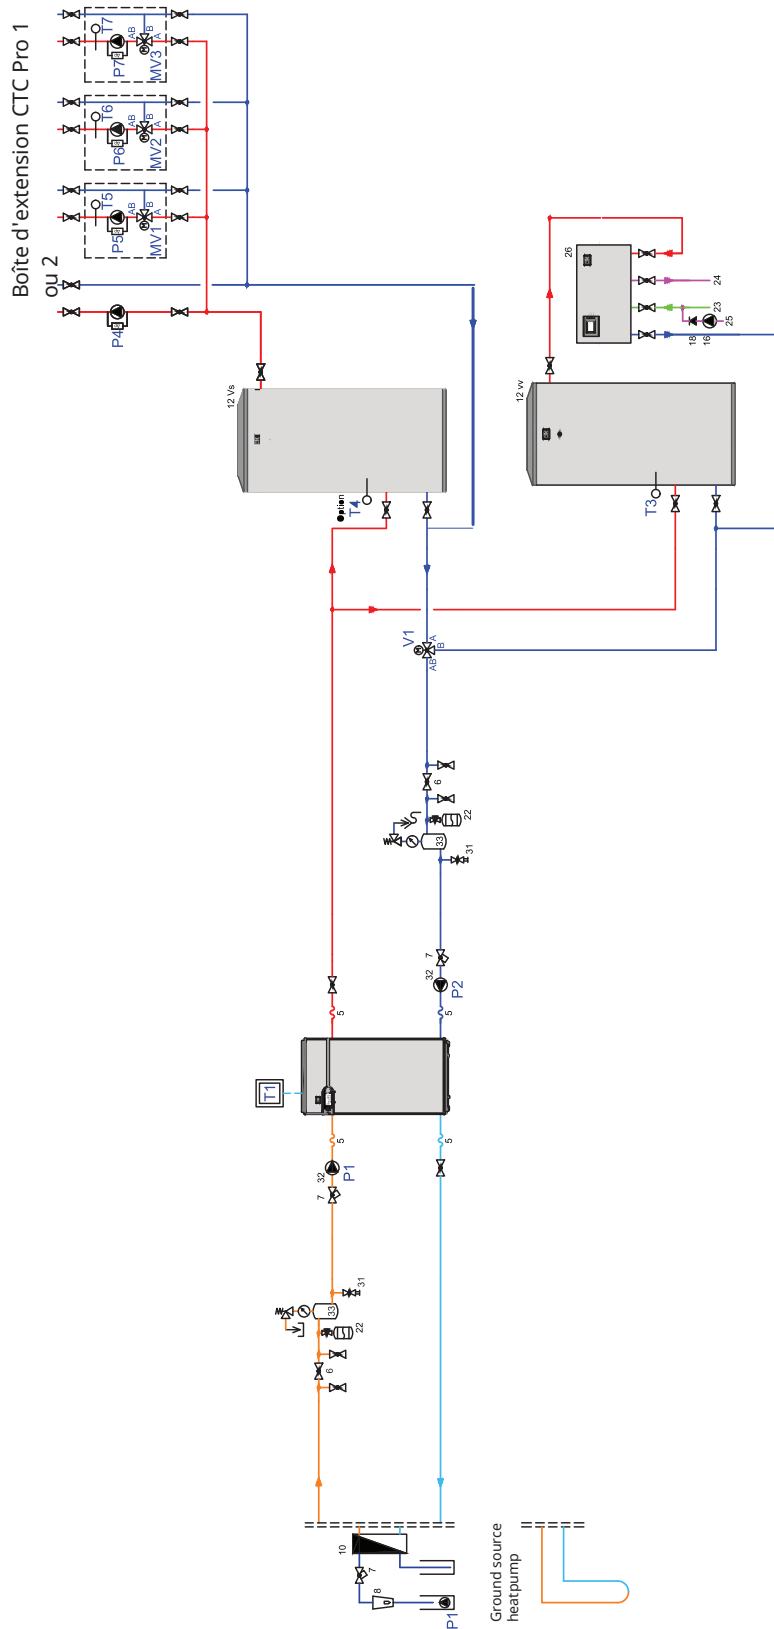 Boîte d'extension CTC Pro 1
ou 2
T7
AB
B
A
P7
MV3
T6
AB
B
A
P6
MV2
T5
AB
B
A
P5
MV1
P4
12 Vs
Option
T4
26
24
23
25
18
16
12 vv
T3
V1
A
B
AB
6
22
33
31
7
32
P2
5
5
T1
5
5
32
P1
7
31
33
22
6
10
7
8
P1
Ground source
heatpump